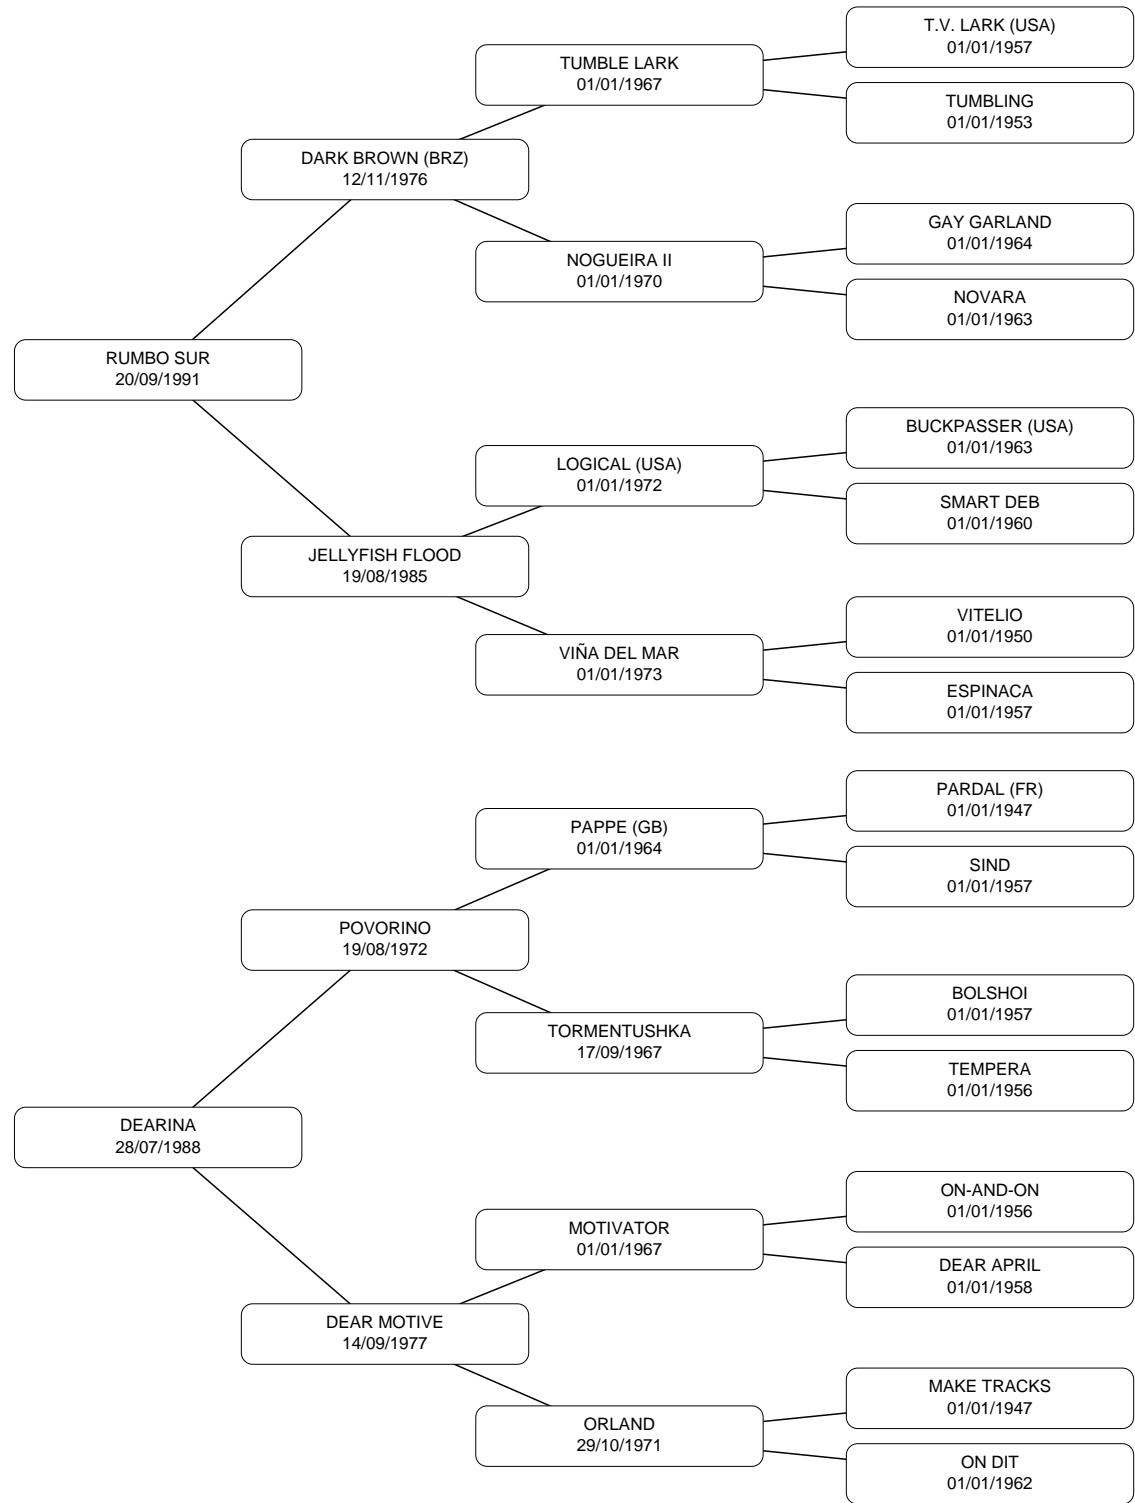 T.V. LARK (USA)
01/01/1957
TUMBLE LARK
01/01/1967
TUMBLING
01/01/1953
DARK BROWN (BRZ)
12/11/1976
GAY GARLAND
01/01/1964
NOGUEIRA II
01/01/1970
NOVARA
01/01/1963
RUMBO SUR
20/09/1991
BUCKPASSER (USA)
01/01/1963
LOGICAL (USA)
01/01/1972
SMART DEB
01/01/1960
JELLYFISH FLOOD
19/08/1985
VITELIO
01/01/1950
VIÑA DEL MAR
01/01/1973
ESPINACA
01/01/1957
PARDAL (FR)
01/01/1947
PAPPE (GB)
01/01/1964
SIND
01/01/1957
POVORINO
19/08/1972
BOLSHOI
01/01/1957
TORMENTUSHKA
17/09/1967
TEMPERA
01/01/1956
DEARINA
28/07/1988
ON-AND-ON
01/01/1956
MOTIVATOR
01/01/1967
DEAR APRIL
01/01/1958
DEAR MOTIVE
14/09/1977
MAKE TRACKS
01/01/1947
ORLAND
29/10/1971
ON DIT
01/01/1962